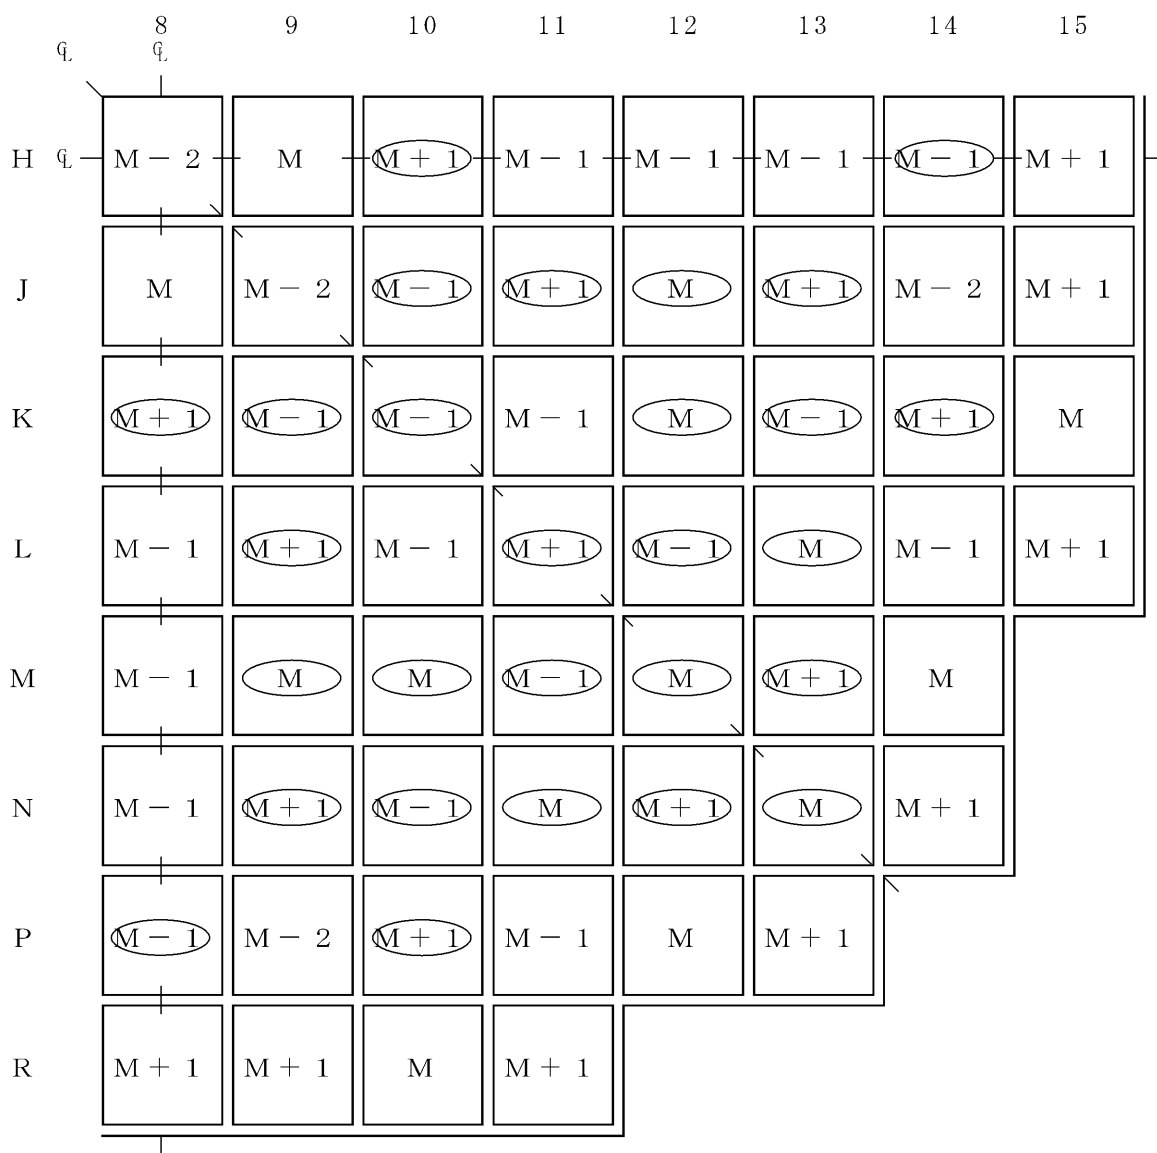 8 9 10 11 12 13 14 15
℄ ℄
H ℄ M − 2 M M + 1 M − 1 M − 1 M − 1 M − 1 M + 1
J M M − 2 M − 1 M + 1 M M + 1 M − 2 M + 1
K M + 1 M − 1 M − 1 M − 1 M M − 1 M + 1 M
L M − 1 M + 1 M − 1 M + 1 M − 1 M M − 1 M + 1
M M − 1 M M M − 1 M M + 1 M
N M − 1 M + 1 M − 1 M M + 1 M M + 1
P M − 1 M − 2 M + 1 M − 1 M M + 1
R M + 1 M + 1 M M + 1